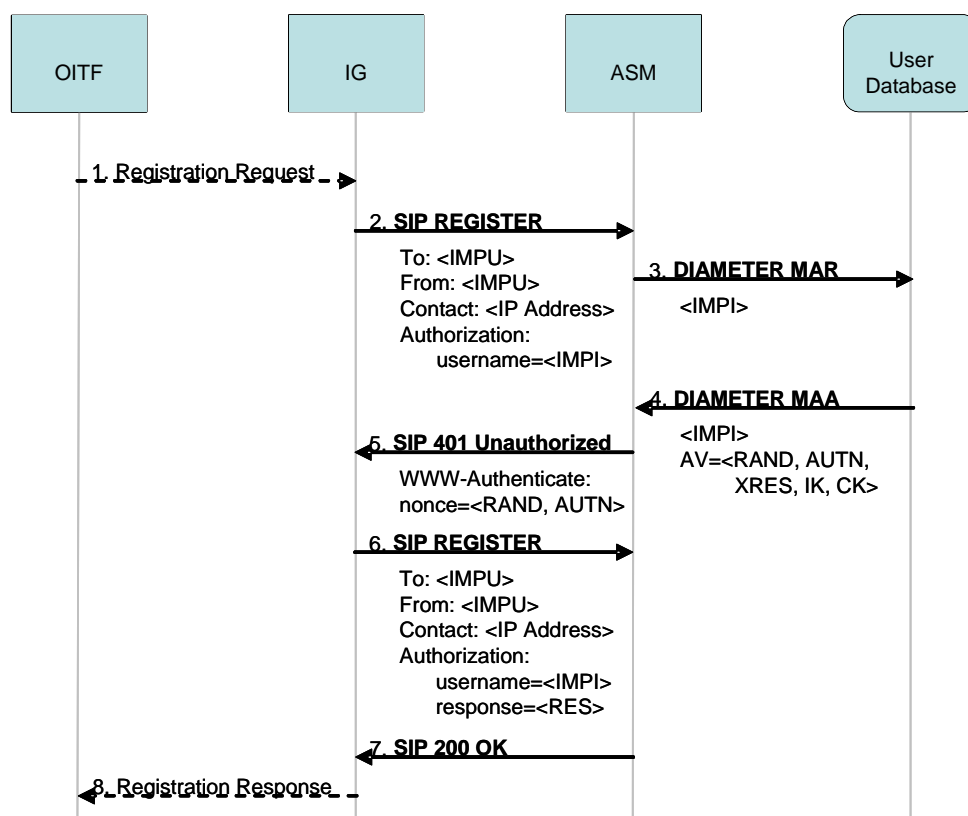 OITF
IG
ASM
User
Database
1. Registration Request
2. SIP REGISTER
To: <IMPU>
From: <IMPU>
Contact: <IP Address>
Authorization:
username=<IMPI>
3. DIAMETER MAR
<IMPI>
4. DIAMETER MAA
<IMPI>
AV=<RAND, AUTN,
XRES, IK, CK>
5. SIP 401 Unauthorized
WWW-Authenticate:
nonce=<RAND, AUTN>
6. SIP REGISTER
To: <IMPU>
From: <IMPU>
Contact: <IP Address>
Authorization:
username=<IMPI>
response=<RES>
7. SIP 200 OK
8. Registration Response